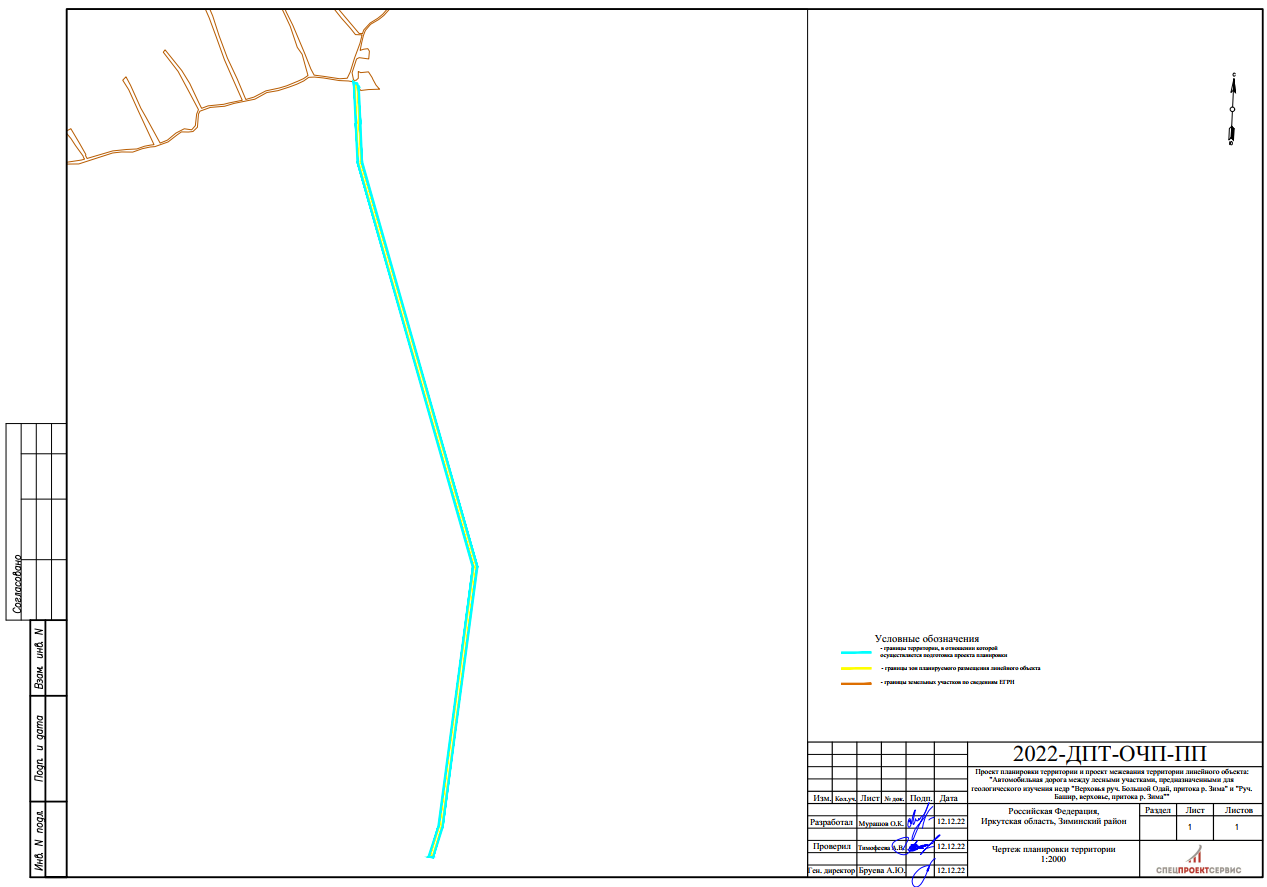 С
Ю
Согласовано
Взам. инв. N
Подп. и дата
Инв. N подл.
Условные обозначения
- границы территории, в отношении которой
осуществляется подготовка проекта планировки
- границы зон планируемого размещения линейного объекта
- границы земельных участков по сведениям ЕГРН
2022-ДПТ-ОЧП-ПП
Проект планировки территории и проект межевания территории линейного объекта:
"Автомобильная дорога между лесными участками, предназначенными для
геологического изучения недр "Верховья руч. Большой Одай, притока р. Зима" и "Руч.
Башир, верховье, притока р. Зима""
Изм. Кол.уч. Лист № док. Подп. Дата
Разработал Мурашов О.К. 12.12.22
Проверил Тимофеева А.В. 12.12.22
Ген. директор Бруева А.Ю. 12.12.22
Российская Федерация,
Иркутская область, Зиминский район
Раздел Лист Листов
1 1
Чертеж планировки территории
1:2000
СПЕЦПРОЕКТСЕРВИС